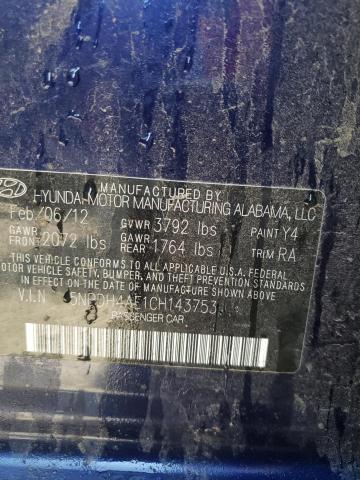 MANUFACTURED BY
HYUNDAI MOTOR MANUFACTURING ALABAMA, LLC
Feb/06/12 GVWR 3792 lbs PAINT Y4
GAWR FRONT 2072 lbs GAWR REAR 1764 lbs TRIM RA
THIS VEHICLE CONFORMS TO ALL APPLICABLE U.S.A FEDERAL
MOTOR VEHICLE SAFETY, BUMPER, AND THEFT PREVENTION
STANDARDS IN EFFECT ON THE DATE OF MANUFACTURE SHOWN ABOVE.
V.I.N 5NPDH4AE1CH143753
PASSENGER CAR